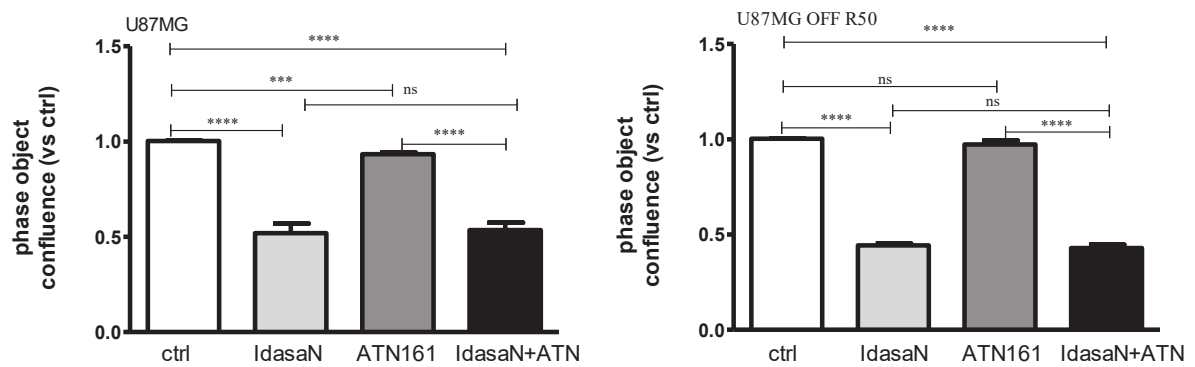 U87MG
phase object
confluence (vs ctrl)
1.5
1.0
0.5
0.0
****
***
ns
****
****
ctrl IdasaN ATN161 IdasaN+ATN
U87MG OFF R50
phase object
confluence (vs ctrl)
1.5
1.0
0.5
0.0
****
ns
ns
****
****
ctrl IdasaN ATN161 IdasaN+ATN